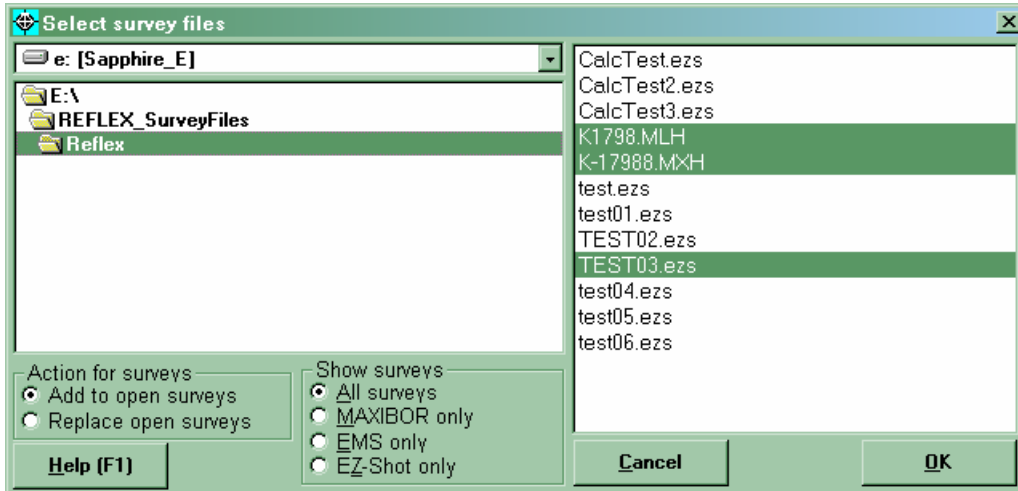 Select survey files
e: [Sapphire_E]
E:\
REFLEX_SurveyFiles
Reflex
CalcTest.ezs
CalcTest2.ezs
CalcTest3.ezs
K1798.MLH
K-17988.MXH
test.ezs
test01.ezs
TEST02.ezs
TEST03.ezs
test04.ezs
test05.ezs
test06.ezs
Action for surveys
Add to open surveys
Replace open surveys
Show surveys
All surveys
MAXIBOR only
EMS only
EZ-Shot only
Help (F1)
Cancel
OK